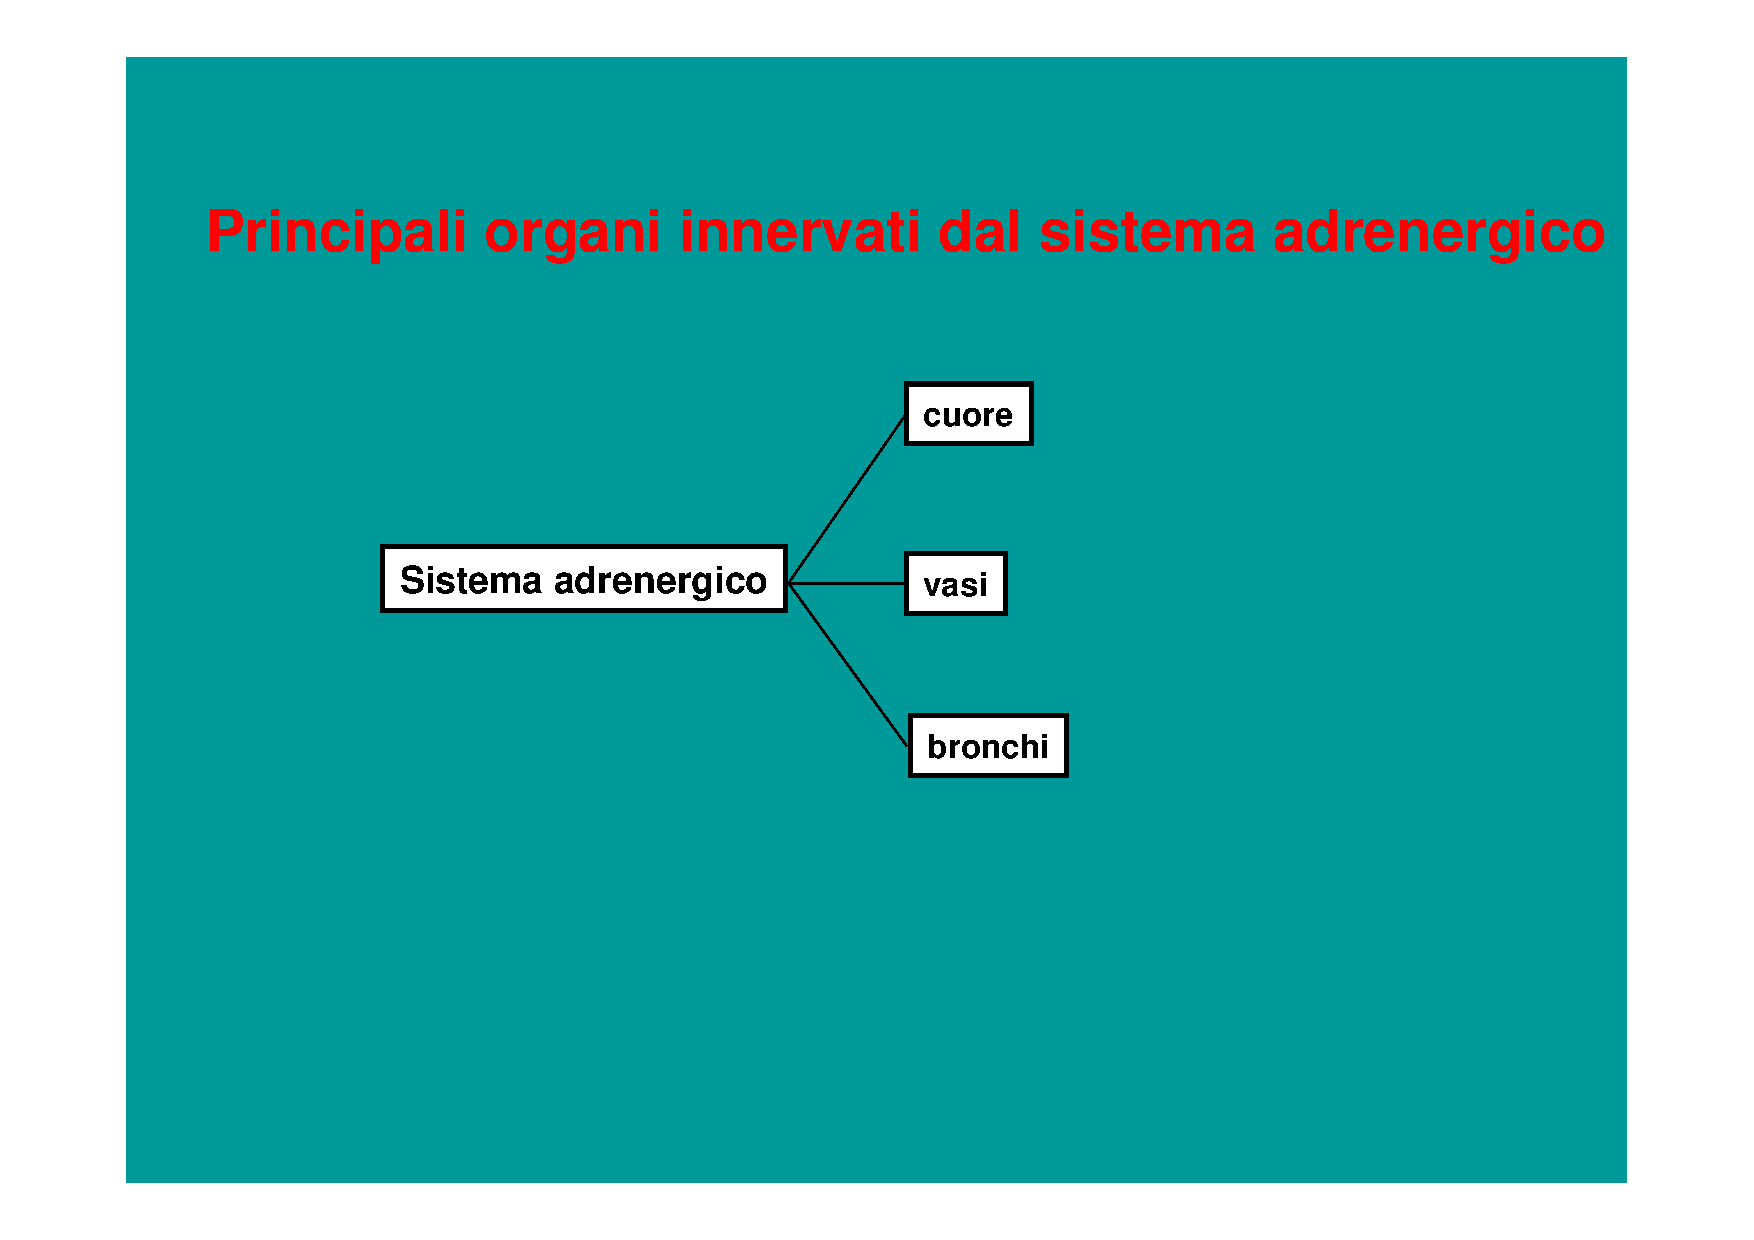 Principali organi innervati dal sistema adrenergico
cuore
Sistema adrenergico
vasi
bronchi